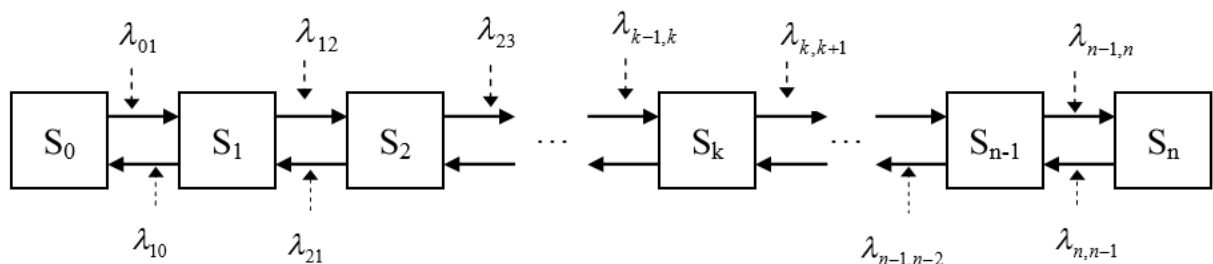 λ₀₁ λ₁₂ λ₂₃ λₖ₋₁,ₖ λₖ,ₖ₊₁ λₙ₋₁,ₙ
S₀ S₁ S₂ ... Sₖ ... Sₙ₋₁ Sₙ
λ₁₀ λ₂₁ λₙ₋₁,ₙ₋₂ λₙ,ₙ₋₁